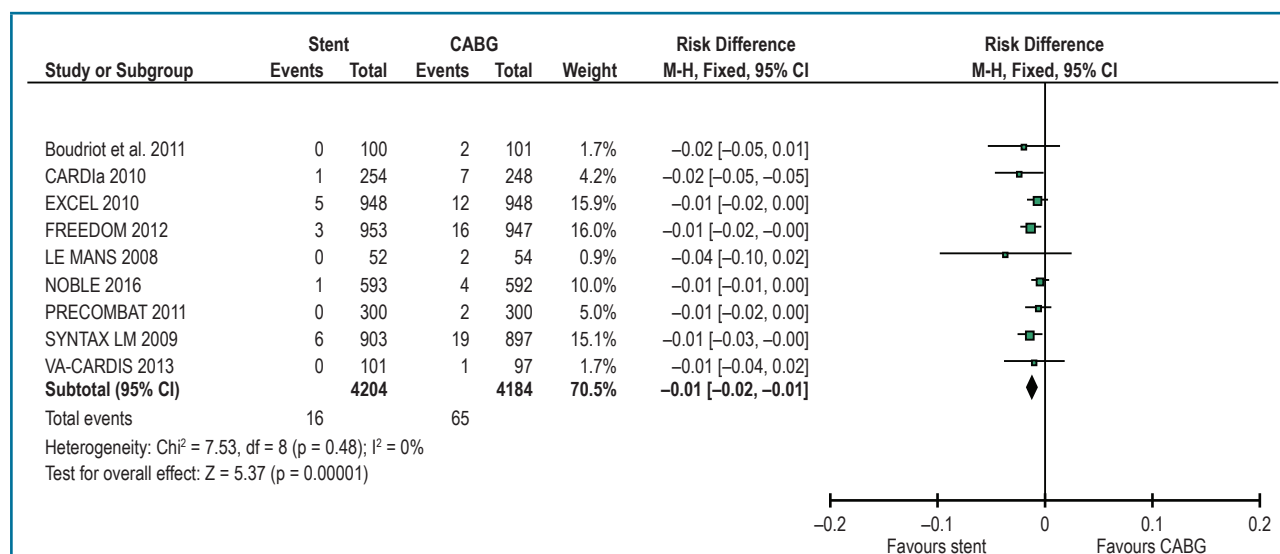 Stent CABG Risk Difference Risk Difference
Study or Subgroup Events Total Events Total Weight M-H, Fixed, 95% CI M-H, Fixed, 95% CI
Boudriot et al. 2011 0 100 2 101 1.7% –0.02 [–0.05, 0.01]
CARDIa 2010 1 254 7 248 4.2% –0.02 [–0.05, –0.05]
EXCEL 2010 5 948 12 948 15.9% –0.01 [–0.02, 0.00]
FREEDOM 2012 3 953 16 947 16.0% –0.01 [–0.02, –0.00]
LE MANS 2008 0 52 2 54 0.9% –0.04 [–0.10, 0.02]
NOBLE 2016 1 593 4 592 10.0% –0.01 [–0.01, 0.00]
PRECOMBAT 2011 0 300 2 300 5.0% –0.01 [–0.02, 0.00]
SYNTAX LM 2009 6 903 19 897 15.1% –0.01 [–0.03, –0.00]
VA-CARDIS 2013 0 101 1 97 1.7% –0.01 [–0.04, 0.02]
Subtotal (95% CI) 4204 4184 70.5% –0.01 [–0.02, –0.01]
Total events 16 65
Heterogeneity: Chi² = 7.53, df = 8 (p = 0.48); I² = 0%
Test for overall effect: Z = 5.37 (p = 0.00001)
–0.2 –0.1 0 0.1 0.2
Favours stent Favours CABG